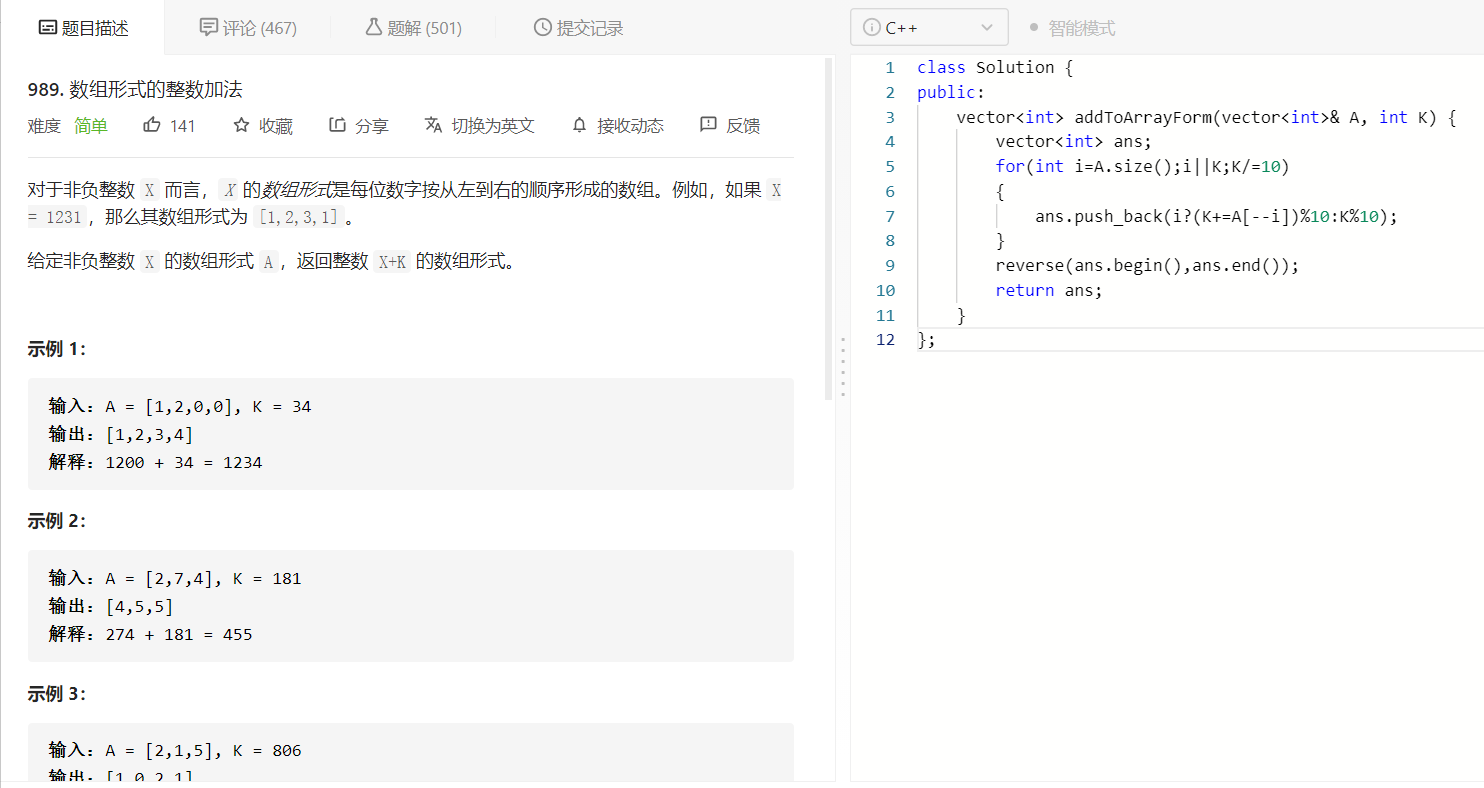 题目描述
评论 (467)
题解 (501)
提交记录
989. 数组形式的整数加法
难度 简单 141 收藏 分享 切换为英文 接收动态 反馈
对于非负整数 X 而言，X 的数组形式是每位数字按从左到右的顺序形成的数组。例如，如果 X
= 1231，那么其数组形式为 [1,2,3,1]。
给定非负整数 X 的数组形式 A，返回整数 X+K 的数组形式。
示例 1：
输入：A = [1,2,0,0], K = 34
输出：[1,2,3,4]
解释：1200 + 34 = 1234
示例 2：
输入：A = [2,7,4], K = 181
输出：[4,5,5]
解释：274 + 181 = 455
示例 3：
输入：A = [2,1,5], K = 806
输出：[1,0,2,1]
C++
智能模式
1 class Solution {
2 public:
3 vector<int> addToArrayForm(vector<int>& A, int K) {
4 vector<int> ans;
5 for(int i=A.size();i||K;K/=10)
6 {
7 ans.push_back(i?(K+=A[--i])%10:K%10);
8 }
9 reverse(ans.begin(),ans.end());
10 return ans;
11 }
12 };